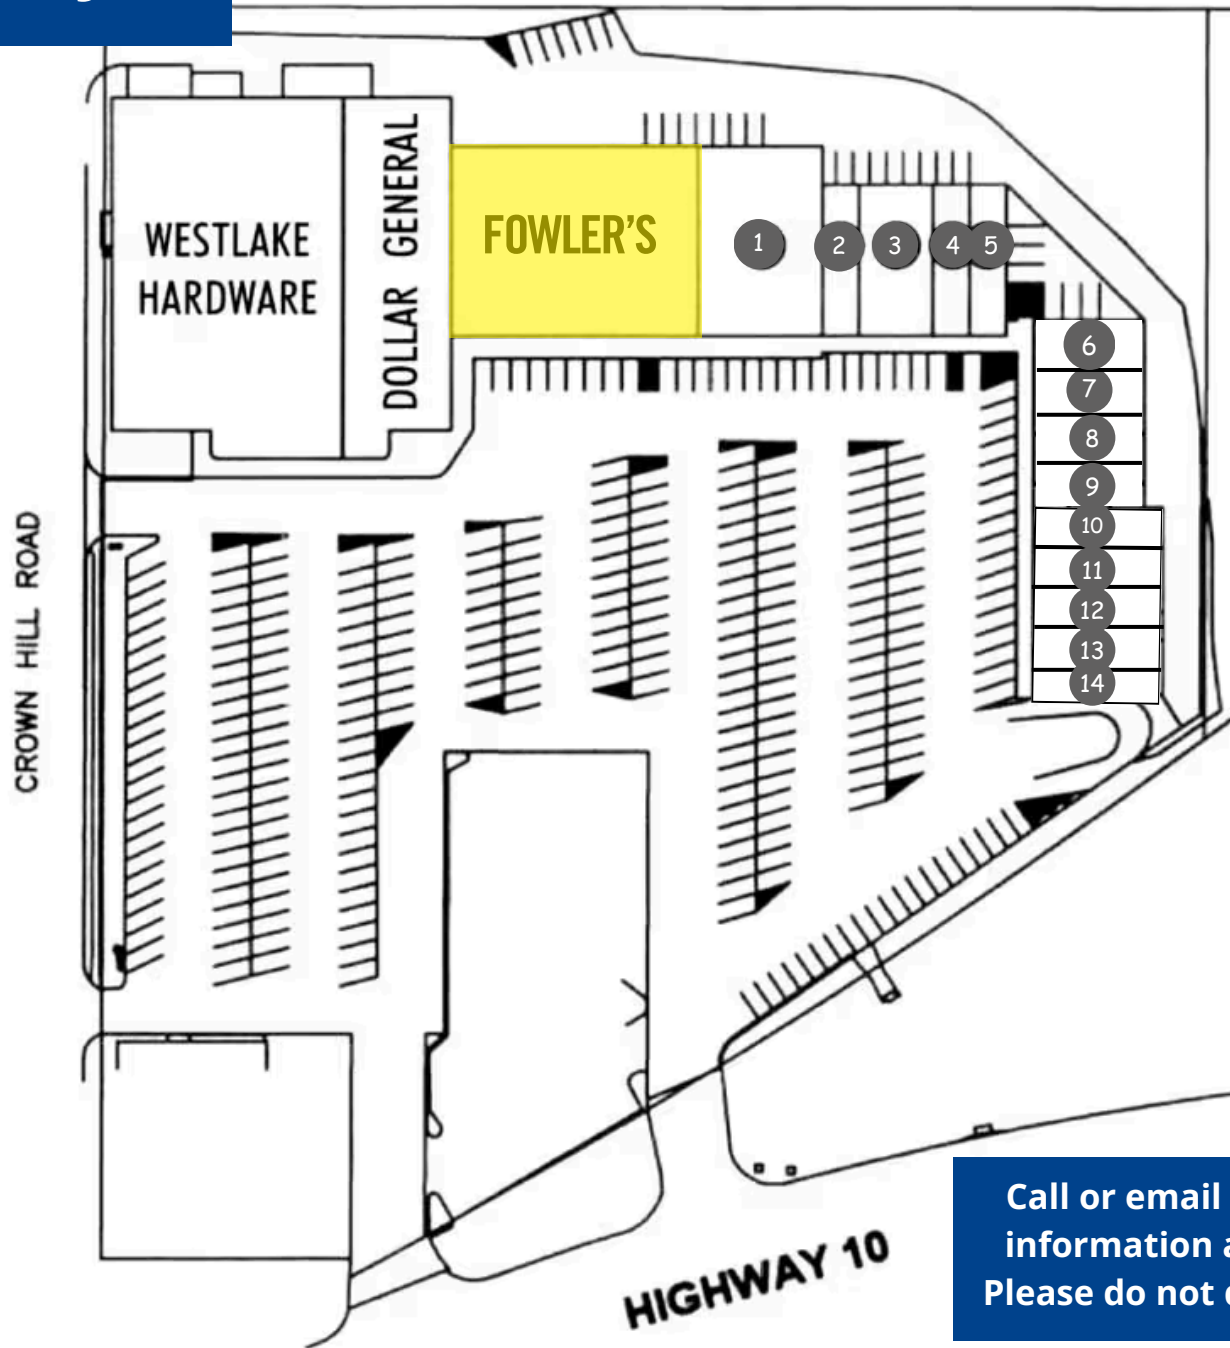 WESTLAKE
HARDWARE
DOLLAR GENERAL
FOWLER'S
1
2
3
4
5
6
7
8
9
10
11
12
13
14
CROWN HILL ROAD
HIGHWAY 10
Call or email
information
Please do not